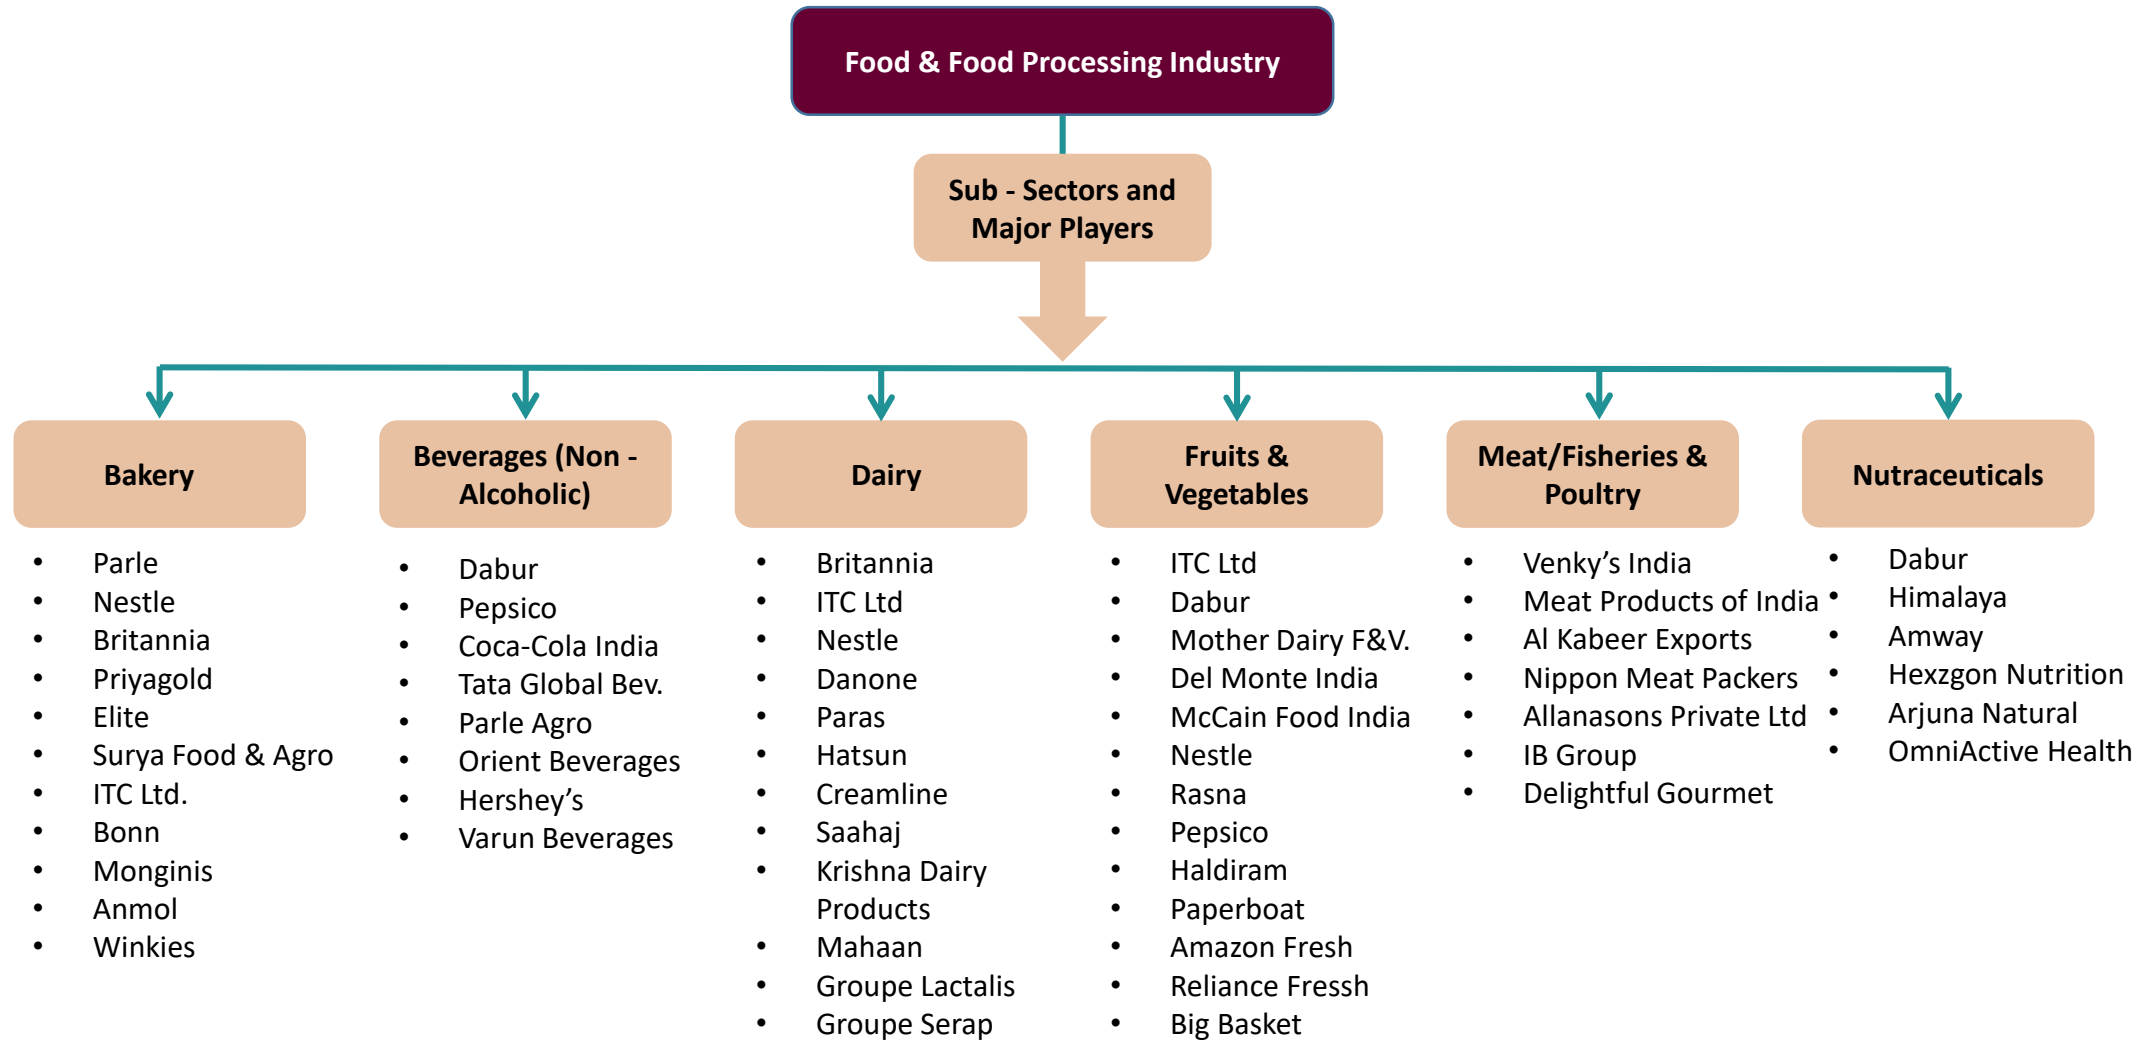 Food & Food Processing Industry
Sub - Sectors and
Major Players
Bakery
• Parle
• Nestle
• Britannia
• Priyagold
• Elite
• Surya Food & Agro
• ITC Ltd.
• Bonn
• Monginis
• Anmol
• Winkies
Beverages (Non -
Alcoholic)
• Dabur
• Pepsico
• Coca-Cola India
• Tata Global Bev.
• Parle Agro
• Orient Beverages
• Hershey’s
• Varun Beverages
Dairy
• Britannia
• ITC Ltd
• Nestle
• Danone
• Paras
• Hatsun
• Creamline
• Saahaj
• Krishna Dairy
Products
• Mahaan
• Groupe Lactalis
• Groupe Serap
Fruits &
Vegetables
• ITC Ltd
• Dabur
• Mother Dairy F&V.
• Del Monte India
• McCain Food India
• Nestle
• Rasna
• Pepsico
• Haldiram
• Paperboat
• Amazon Fresh
• Reliance Fressh
• Big Basket
Meat/Fisheries &
Poultry
• Venky’s India
• Meat Products of India
• Al Kabeer Exports
• Nippon Meat Packers
• Allanasons Private Ltd
• IB Group
• Delightful Gourmet
Nutraceuticals
• Dabur
• Himalaya
• Amway
• Hexzgon Nutrition
• Arjuna Natural
• OmniActive Health